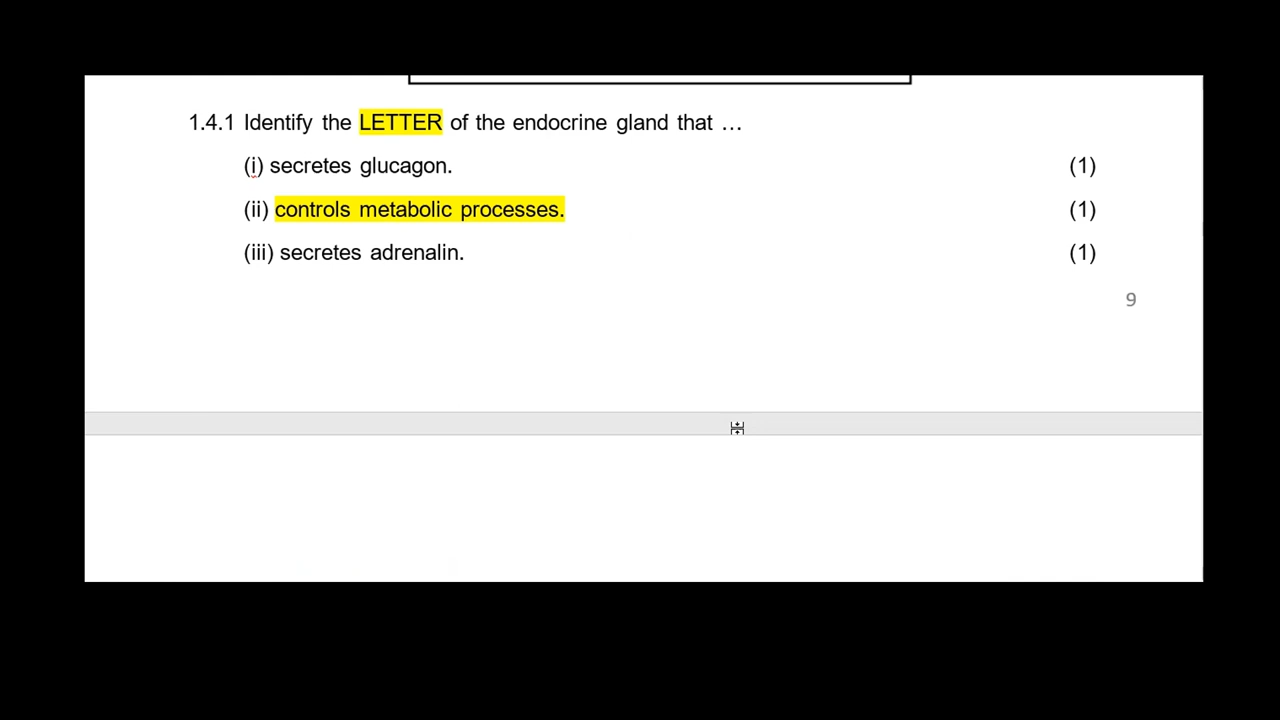 1.4.1 Identify the LETTER of the endocrine gland that …
(i) secretes glucagon. (1)
(ii) controls metabolic processes. (1)
(iii) secretes adrenalin. (1)
9